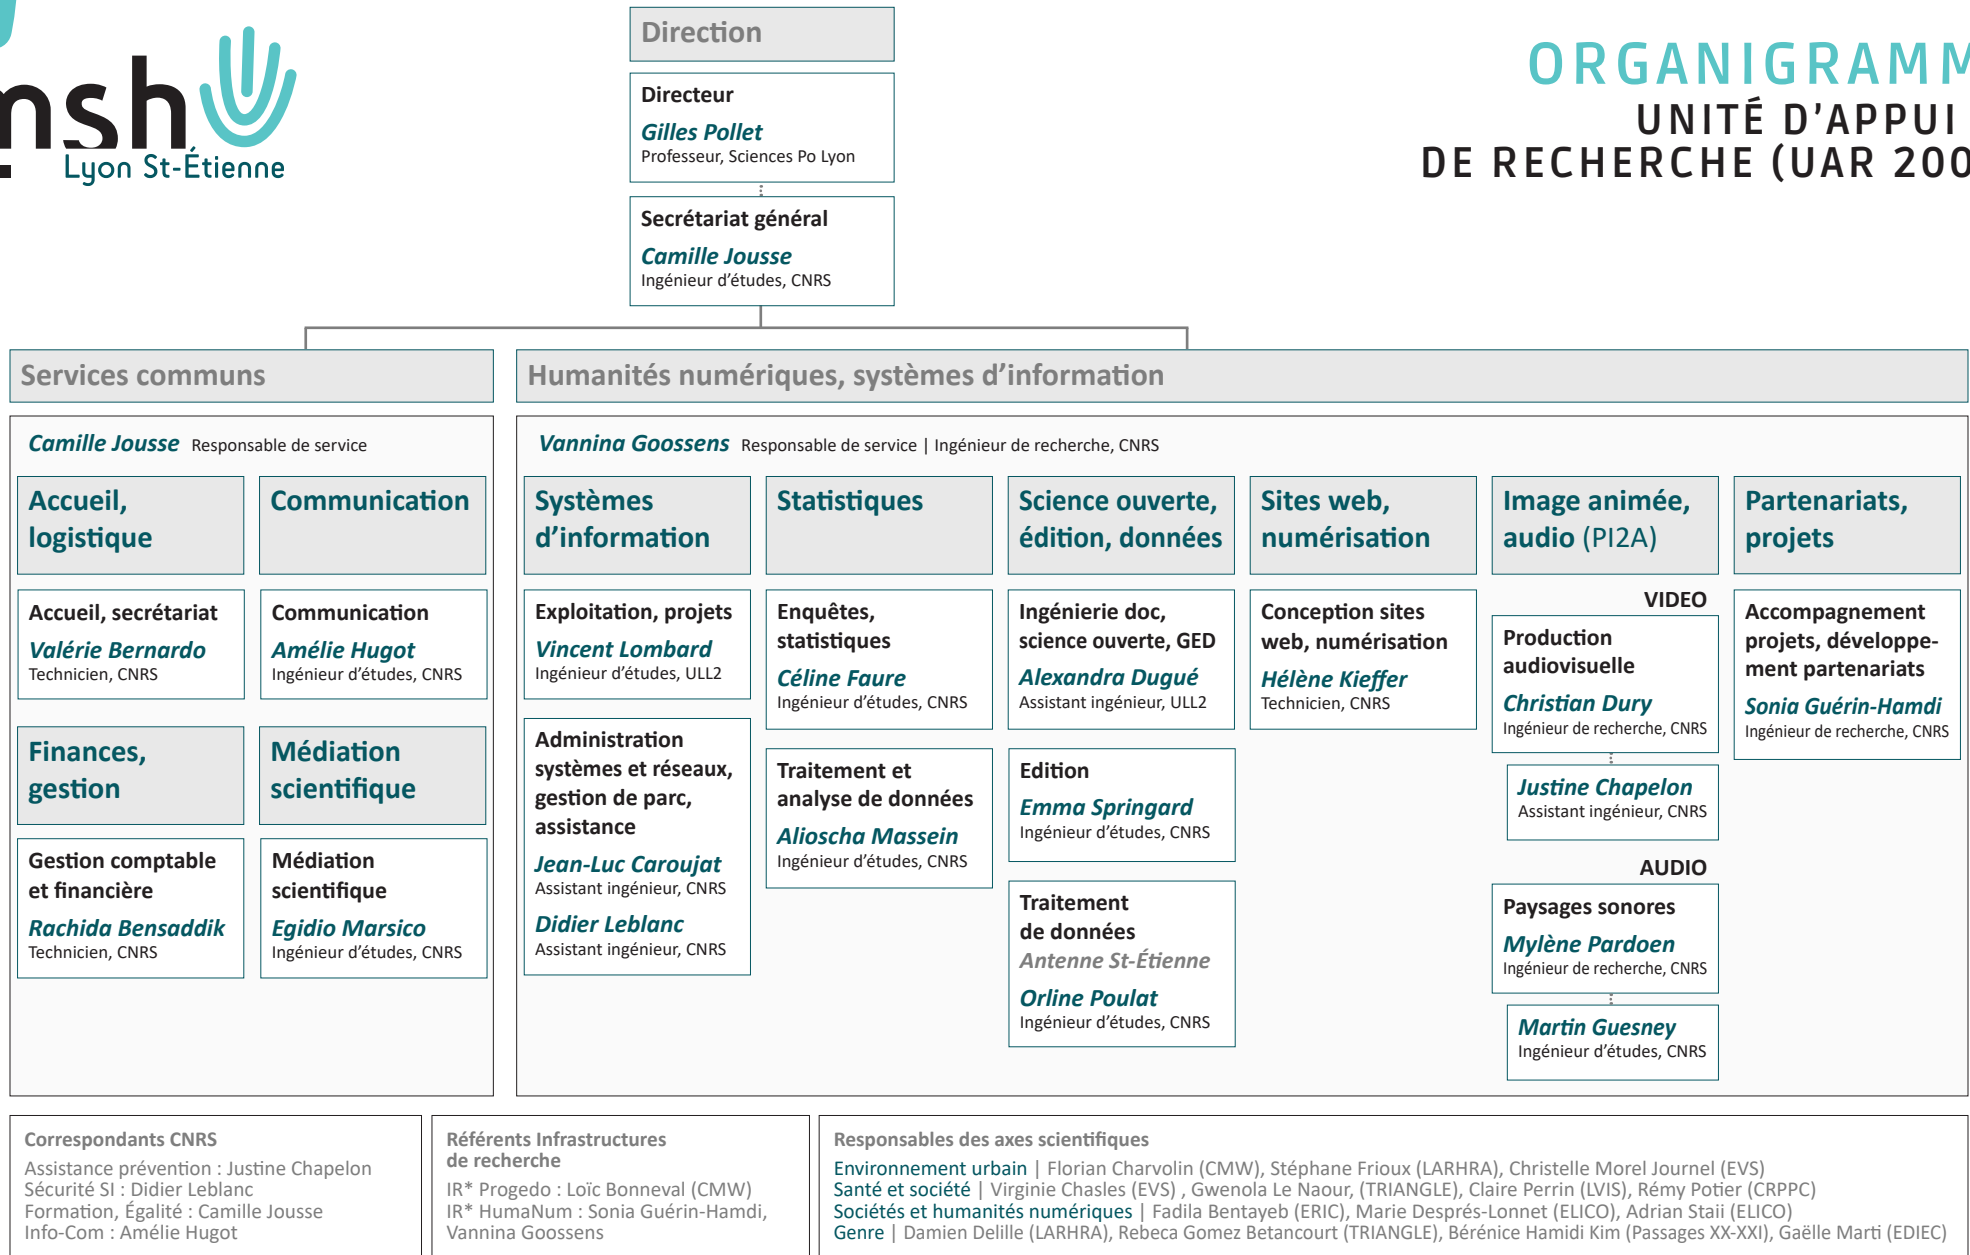 msh
Lyon St-Étienne
ORGANIGRAMM
UNITÉ D'APPUI
DE RECHERCHE (UAR 200
Direction
Directeur
Gilles Pollet
Professeur, Sciences Po Lyon
Secrétariat général
Camille Jousse
Ingénieur d'études, CNRS
Services communs
Camille Jousse Responsable de service
Accueil,
logistique
Accueil, secrétariat
Valérie Bernardo
Technicien, CNRS
Communication
Communication
Amélie Hugot
Ingénieur d'études, CNRS
Finances,
gestion
Gestion comptable
et financière
Rachida Bensaddik
Technicien, CNRS
Médiation
scientifique
Médiation
scientifique
Egidio Marsico
Ingénieur d'études, CNRS
Humanités numériques, systèmes d'information
Vannina Goossens Responsable de service | Ingénieur de recherche, CNRS
Systèmes
d'information
Exploitation, projets
Vincent Lombard
Ingénieur d'études, ULL2
Administration
systèmes et réseaux,
gestion de parc,
assistance
Jean-Luc Caroujat
Assistant ingénieur, CNRS
Didier Leblanc
Assistant ingénieur, CNRS
Statistiques
Enquêtes,
statistiques
Céline Faure
Ingénieur d'études, CNRS
Traitement et
analyse de données
Alioscha Massein
Ingénieur d'études, CNRS
Science ouverte,
édition, données
Ingénierie doc,
science ouverte, GED
Alexandra Dugué
Assistant ingénieur, ULL2
Edition
Emma Springard
Ingénieur d'études, CNRS
Traitement
de données
Antenne St-Étienne
Orline Poulat
Ingénieur d'études, CNRS
Sites web,
numérisation
Conception sites
web, numérisation
Hélène Kieffer
Technicien, CNRS
Image animée,
audio (PI2A)
VIDEO
Production
audiovisuelle
Christian Dury
Ingénieur de recherche, CNRS
Justine Chapelon
Assistant ingénieur, CNRS
AUDIO
Paysages sonores
Mylène Pardoen
Ingénieur de recherche, CNRS
Martin Guesney
Ingénieur d'études, CNRS
Partenariats,
projets
Accompagnement
projets, développe-
ment partenariats
Sonia Guérin-Hamdi
Ingénieur de recherche, CNRS
Correspondants CNRS
Assistance prévention : Justine Chapelon
Sécurité SI : Didier Leblanc
Formation, Égalité : Camille Jousse
Info-Com : Amélie Hugot
Référents Infrastructures
de recherche
IR* Progedo : Loïc Bonneval (CMW)
IR* HumaNum : Sonia Guérin-Hamdi,
Vannina Goossens
Responsables des axes scientifiques
Environnement urbain | Florian Charvolin (CMW), Stéphane Frioux (LARHRA), Christelle Morel Journel (EVS)
Santé et société | Virginie Chasles (EVS) , Gwenola Le Naour, (TRIANGLE), Claire Perrin (LVIS), Rémy Potier (CRPPC)
Sociétés et humanités numériques | Fadila Bentayeb (ERIC), Marie Després-Lonnet (ELICO), Adrian Staii (ELICO)
Genre | Damien Delille (LARHRA), Rebeca Gomez Betancourt (TRIANGLE), Bérénice Hamidi Kim (Passages XX-XXI), Gaëlle Marti (EDIEC)